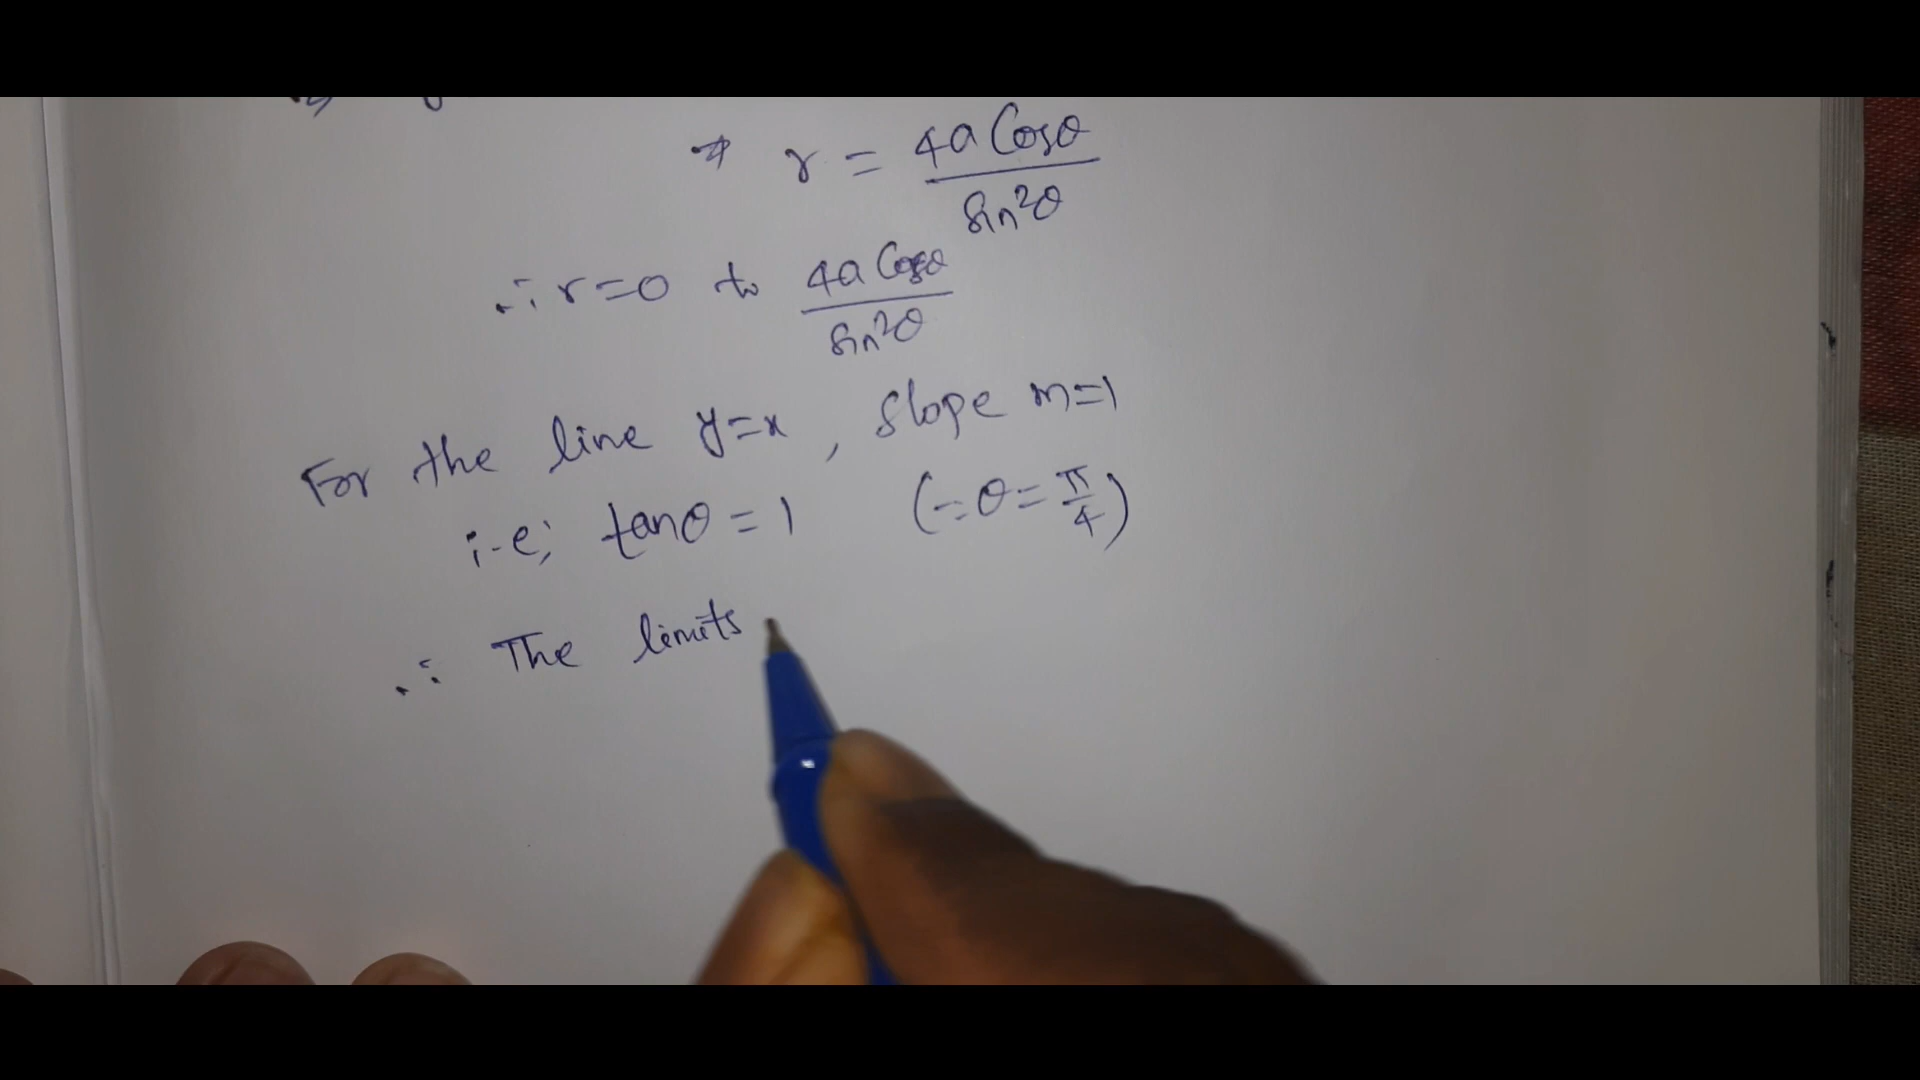 ⇒ r = 4a Cosθ / Sin²θ
∴ r=0 to 4a Cosθ / Sin²θ
For the line y=x, Slope m=1
i.e; tanθ = 1 (∴ θ = π/4)
∴ The limits